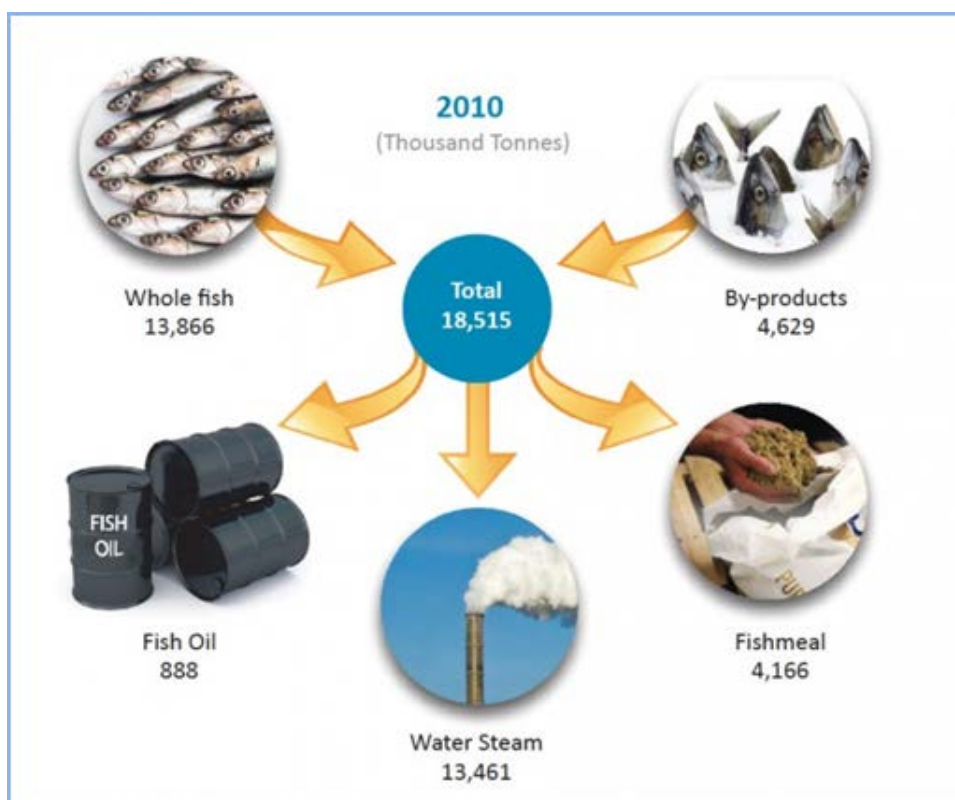 2010
(Thousand Tonnes)
Whole fish
13,866
Total
18,515
By-products
4,629
FISH
OIL
Fish Oil
888
Water Steam
13,461
Fishmeal
4,166